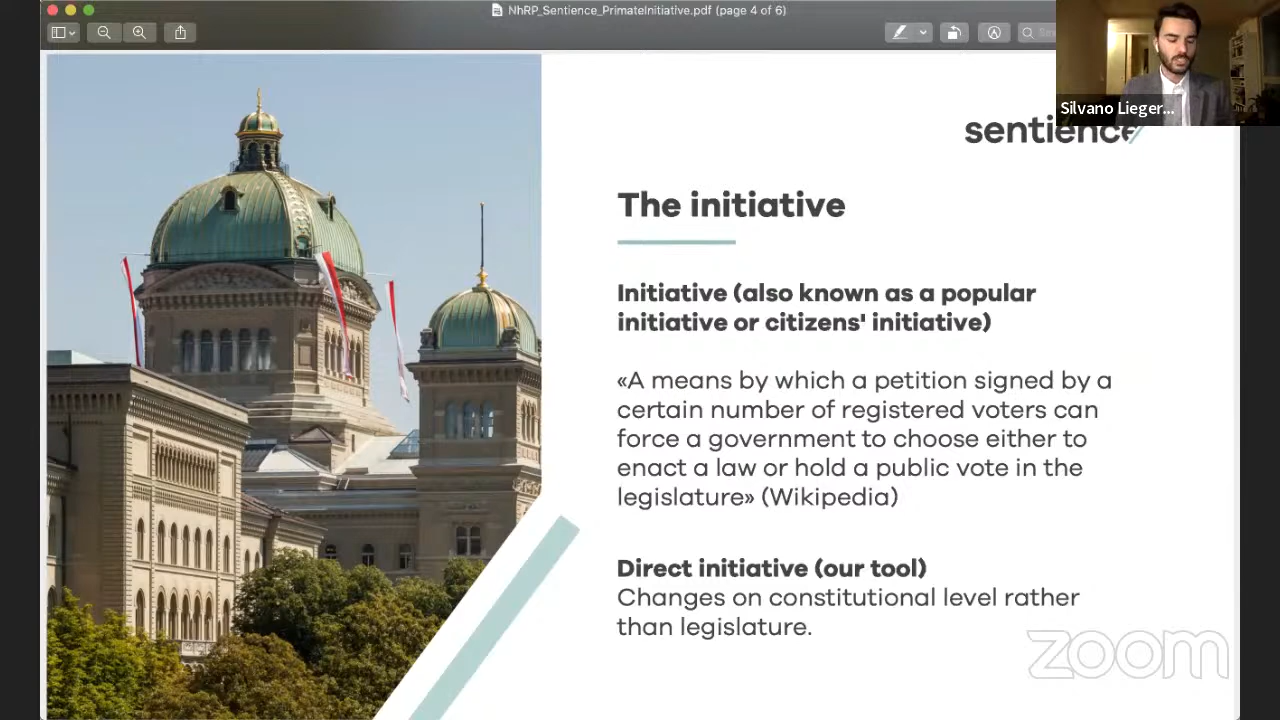 NhRP_Sentience_PrimateInitiative.pdf (page 4 of 6)
Silvano Lieger...
sentience
The initiative
Initiative (also known as a popular
initiative or citizens' initiative)
«A means by which a petition signed by a
certain number of registered voters can
force a government to choose either to
enact a law or hold a public vote in the
legislature» (Wikipedia)
Direct initiative (our tool)
Changes on constitutional level rather
than legislature.
zoom